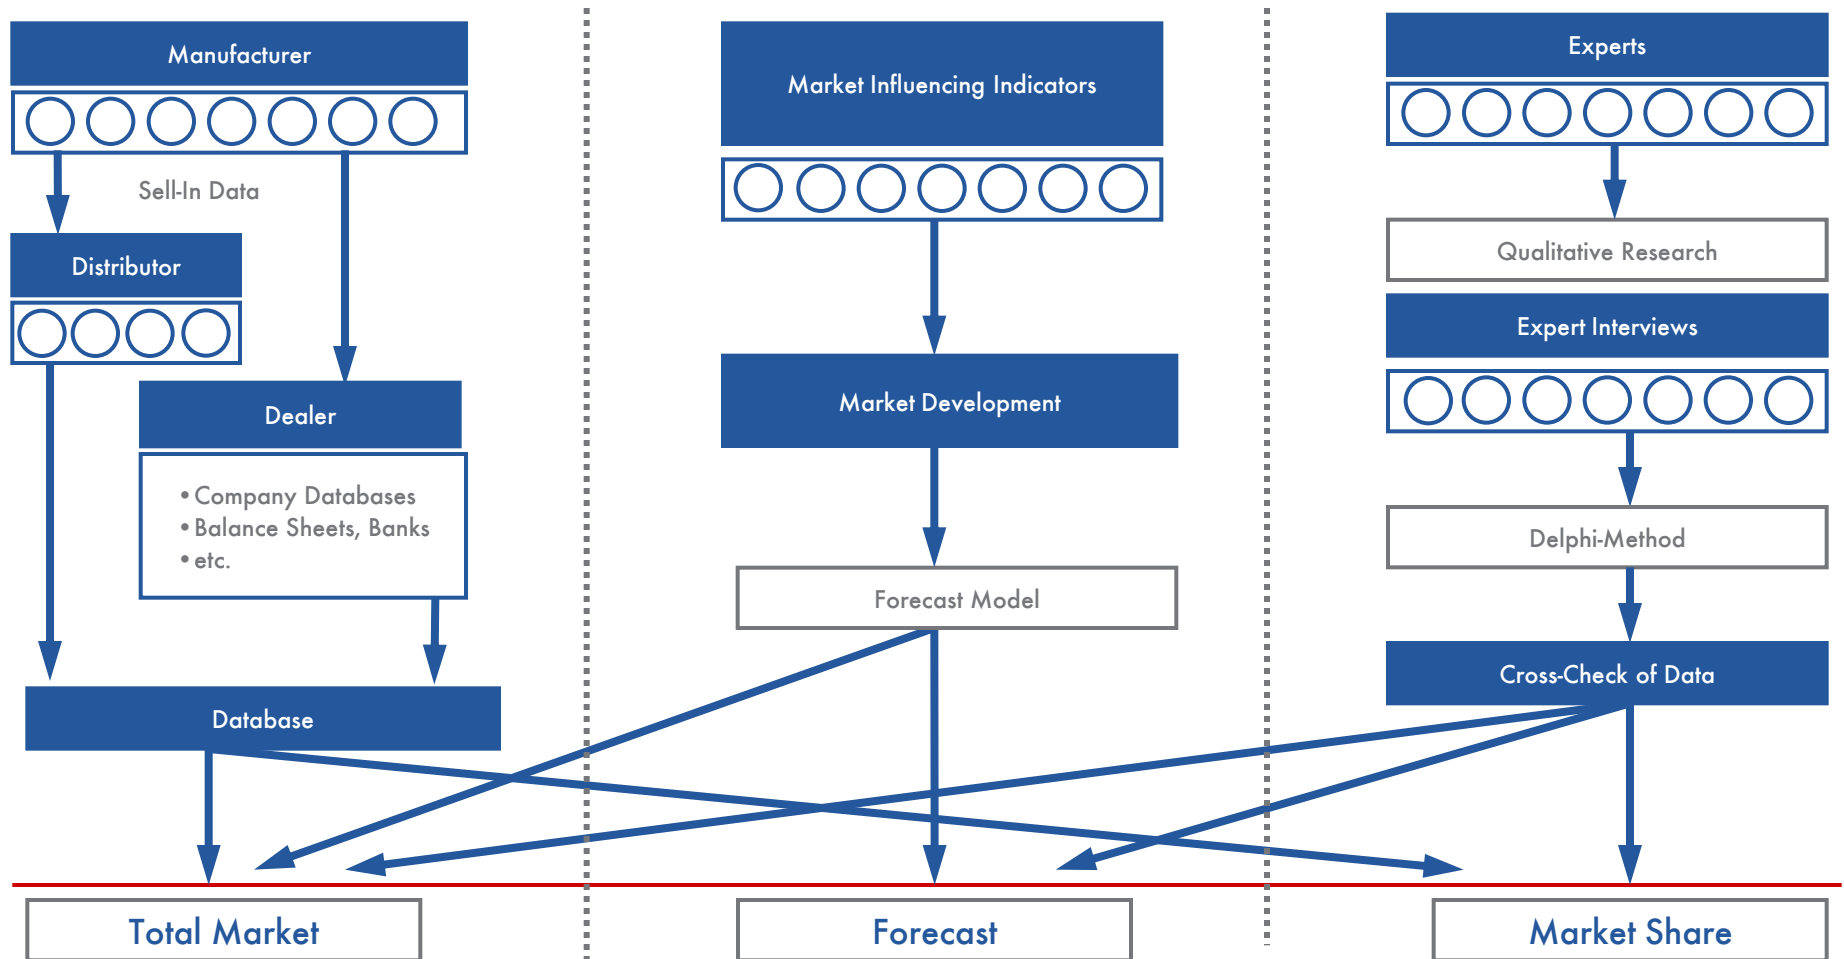 Manufacturer
Sell-In Data
Distributor
Dealer
•Company Databases
•Balance Sheets, Banks
•etc.
Database
Total Market
Market Influencing Indicators
Market Development
Forecast Model
Forecast
Experts
Qualitative Research
Expert Interviews
Delphi-Method
Cross-Check of Data
Market Share